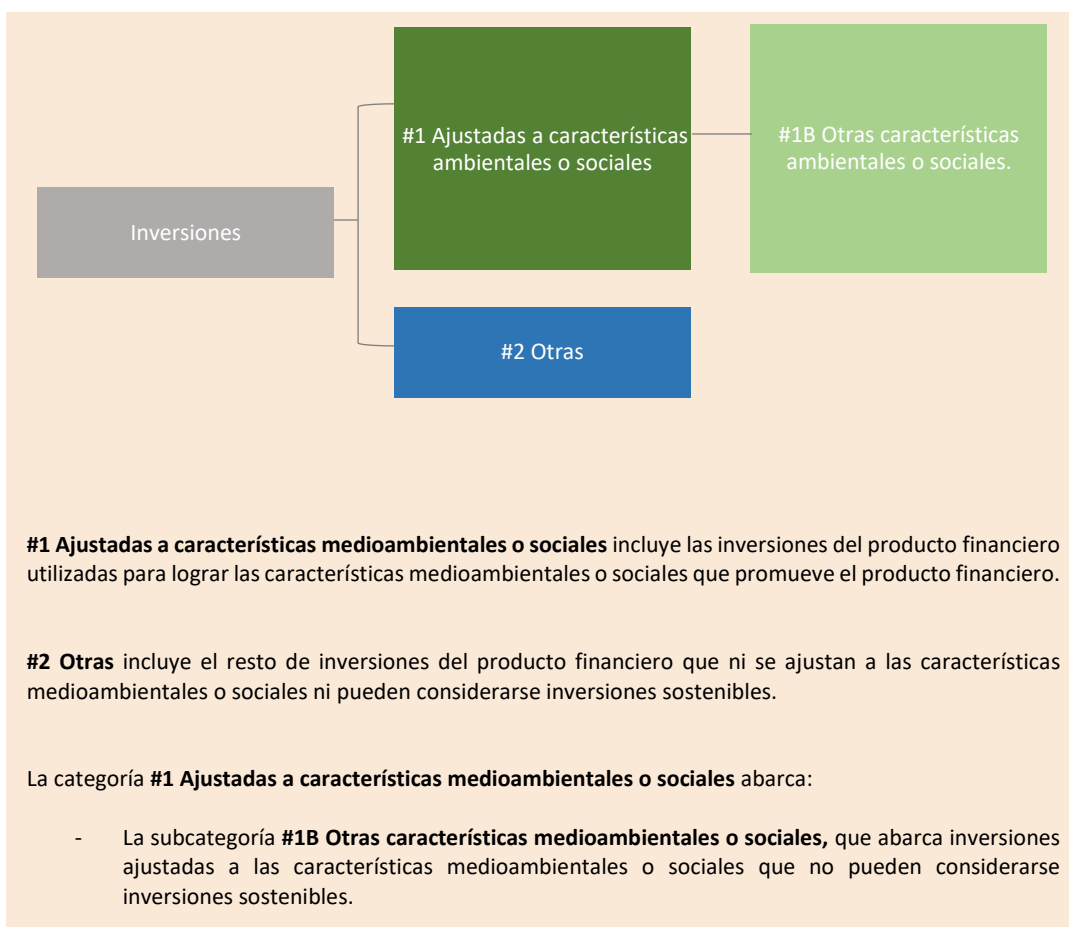 #1 Ajustadas a características
ambientales o sociales
#1B Otras características
ambientales o sociales.
Inversiones
#2 Otras
#1 Ajustadas a características medioambientales o sociales incluye las inversiones del producto financiero
utilizadas para lograr las características medioambientales o sociales que promueve el producto financiero.
#2 Otras incluye el resto de inversiones del producto financiero que ni se ajustan a las características
medioambientales o sociales ni pueden considerarse inversiones sostenibles.
La categoría #1 Ajustadas a características medioambientales o sociales abarca:
- La subcategoría #1B Otras características medioambientales o sociales, que abarca inversiones
ajustadas a las características medioambientales o sociales que no pueden considerarse
inversiones sostenibles.